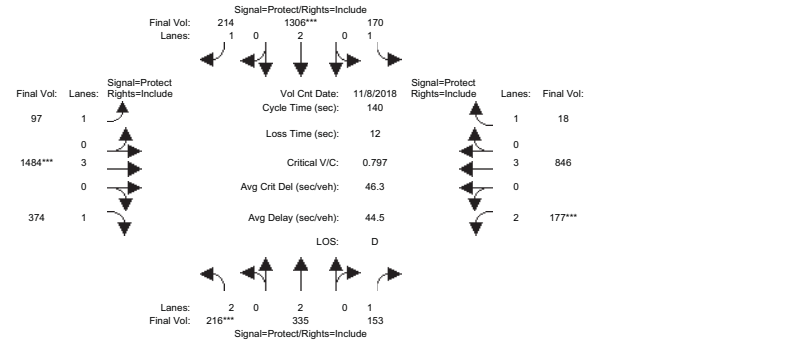 Signal=Protect/Rights=Include
Final Vol: 214 1306*** 170
Lanes: 1 0 2 0 1
Signal=Protect Signal=Protect
Final Vol: Lanes: Rights=Include Vol Cnt Date: 11/8/2018 Rights=Include Lanes: Final Vol:
Cycle Time (sec): 140
97 1 1 18
Loss Time (sec): 12
0 0
1484*** 3 Critical V/C: 0.797 3 846
0 Avg Crit Del (sec/veh): 46.3 0
374 1 Avg Delay (sec/veh): 44.5 2 177***
LOS: D
Lanes: 2 0 2 0 1
Final Vol: 216*** 335 153
Signal=Protect/Rights=Include